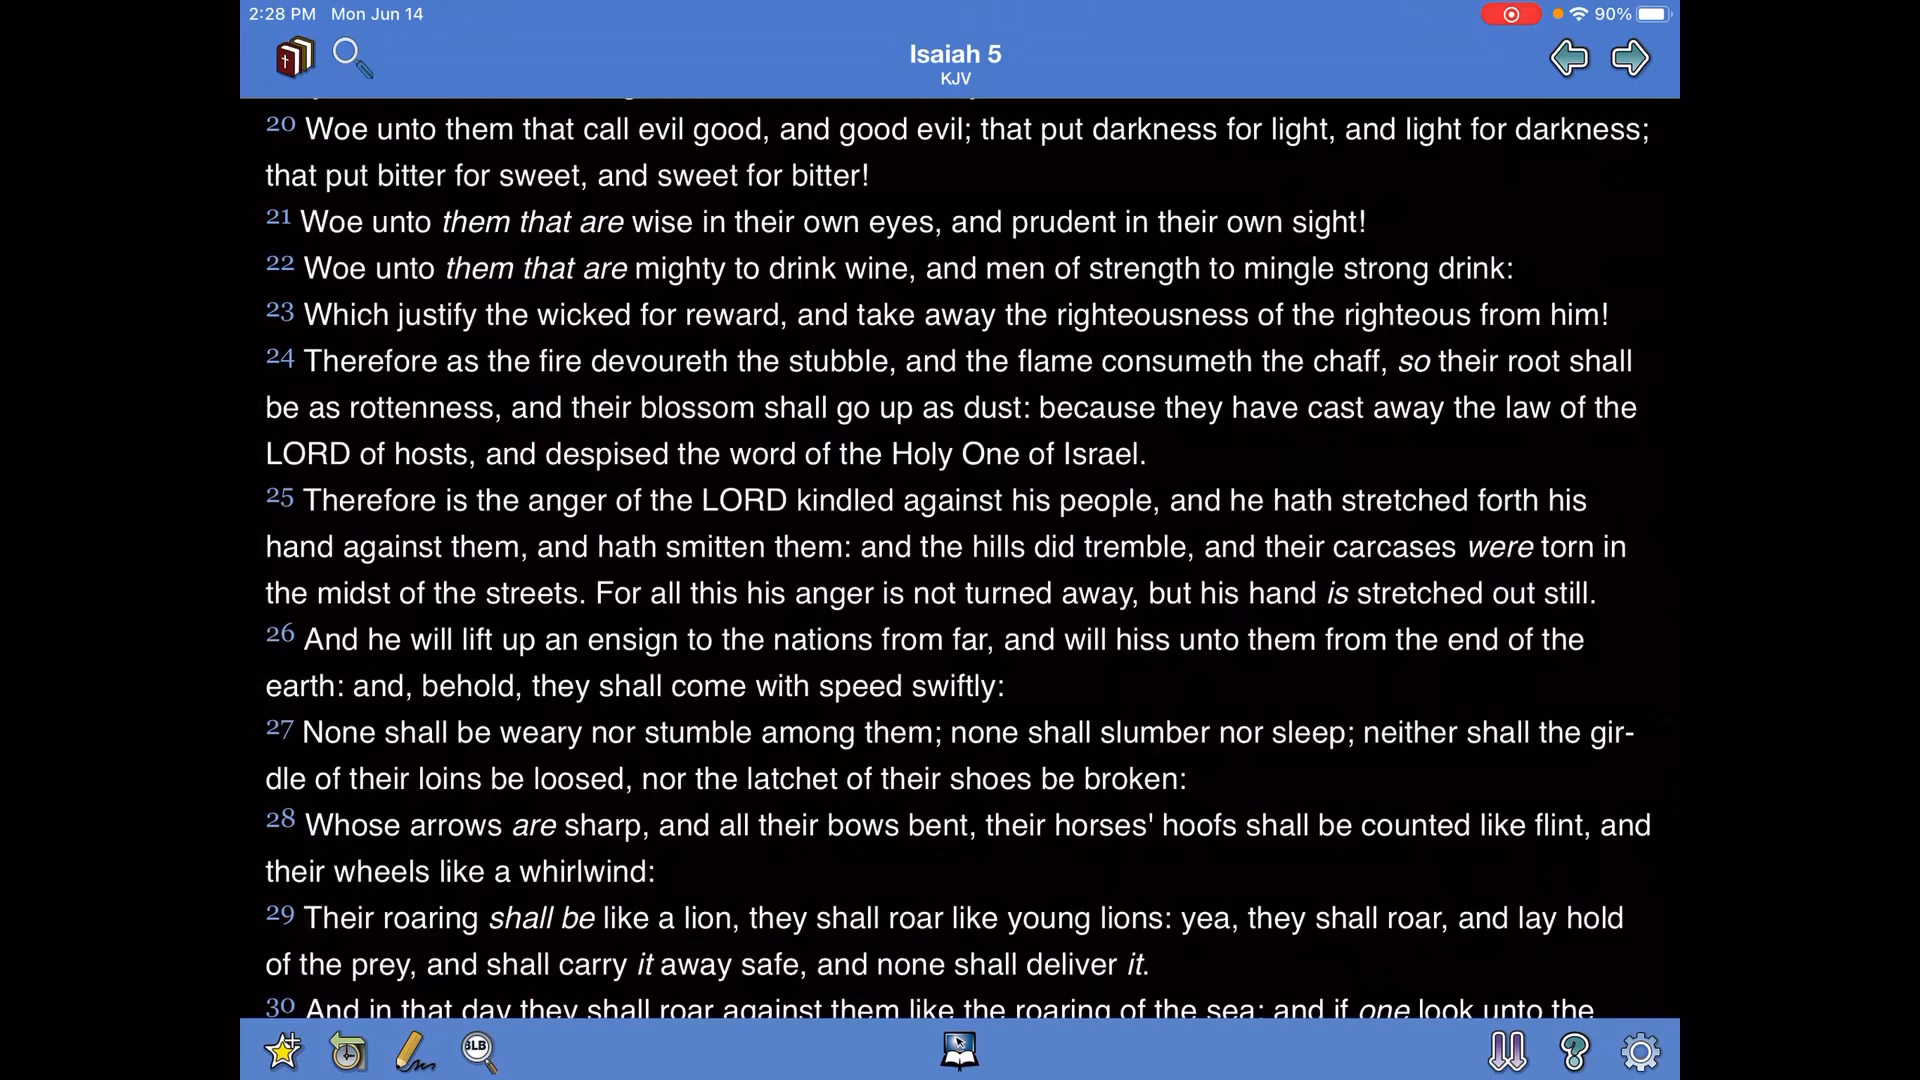 2:28 PM Mon Jun 14
90%
Isaiah 5
KJV
20 Woe unto them that call evil good, and good evil; that put darkness for light, and light for darkness;
that put bitter for sweet, and sweet for bitter!
21 Woe unto them that are wise in their own eyes, and prudent in their own sight!
22 Woe unto them that are mighty to drink wine, and men of strength to mingle strong drink:
23 Which justify the wicked for reward, and take away the righteousness of the righteous from him!
24 Therefore as the fire devoureth the stubble, and the flame consumeth the chaff, so their root shall
be as rottenness, and their blossom shall go up as dust: because they have cast away the law of the
LORD of hosts, and despised the word of the Holy One of Israel.
25 Therefore is the anger of the LORD kindled against his people, and he hath stretched forth his
hand against them, and hath smitten them: and the hills did tremble, and their carcases were torn in
the midst of the streets. For all this his anger is not turned away, but his hand is stretched out still.
26 And he will lift up an ensign to the nations from far, and will hiss unto them from the end of the
earth: and, behold, they shall come with speed swiftly:
27 None shall be weary nor stumble among them; none shall slumber nor sleep; neither shall the gir-
dle of their loins be loosed, nor the latchet of their shoes be broken:
28 Whose arrows are sharp, and all their bows bent, their horses' hoofs shall be counted like flint, and
their wheels like a whirlwind:
29 Their roaring shall be like a lion, they shall roar like young lions: yea, they shall roar, and lay hold
of the prey, and shall carry it away safe, and none shall deliver it.
30 And in that day they shall roar against them like the roaring of the sea: and if one look unto the
BLB